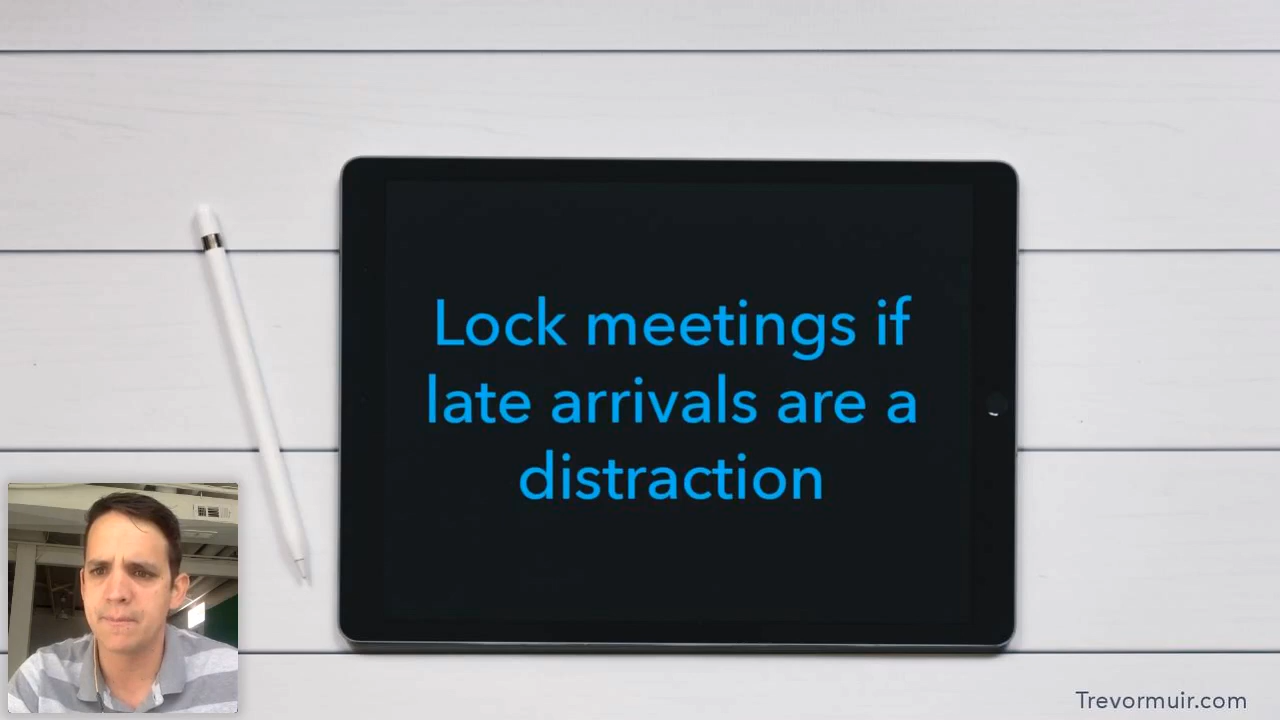 Lock meetings if
late arrivals are a
distraction
Trevormuir.com